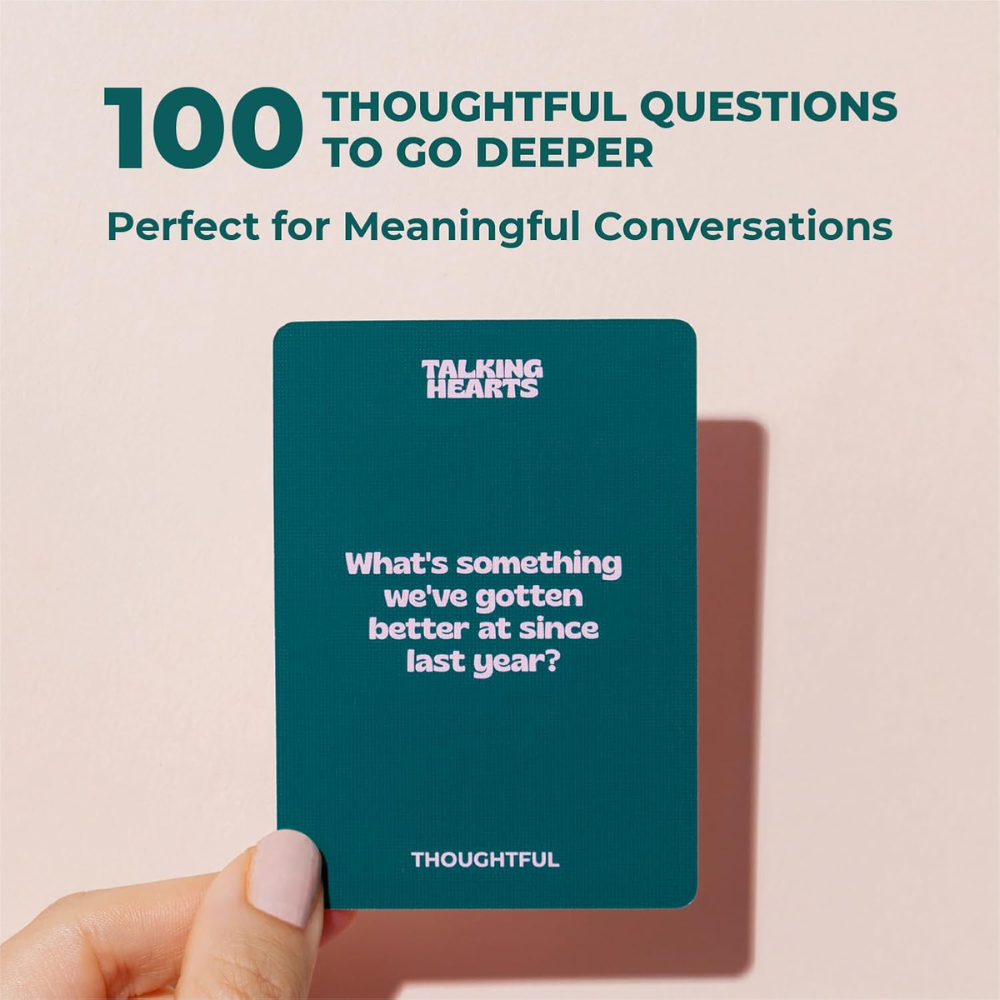 100 THOUGHTFUL QUESTIONS
TO GO DEEPER
Perfect for Meaningful Conversations
TALKING
HEARTS
What's something
we've gotten
better at since
last year?
THOUGHTFUL